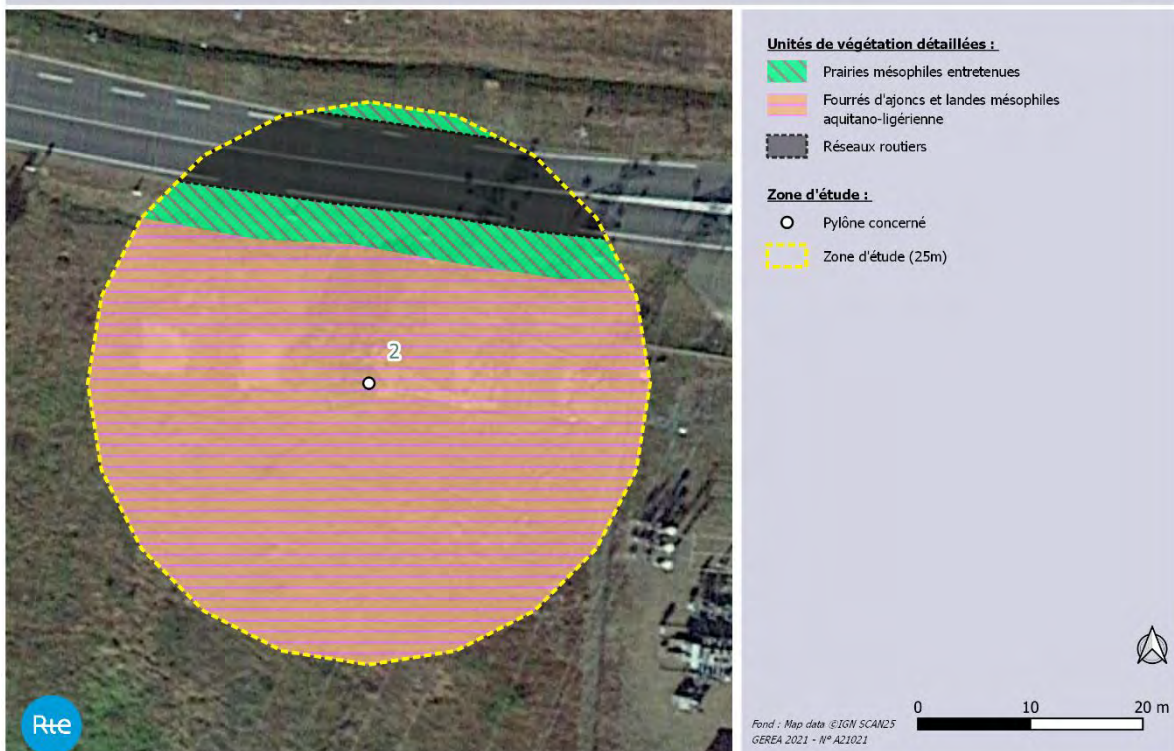 Unités de végétation détaillées :
Prairies mésophiles entretenues
Fourrés d'ajoncs et landes mésophiles
aquitano-ligérienne
Réseaux routiers
Zone d'étude :
Pylône concerné
Zone d'étude (25m)
2
Rte
0 10 20 m
Fond : Map data ©IGN SCAN25
GEREA 2021 - N° A21021